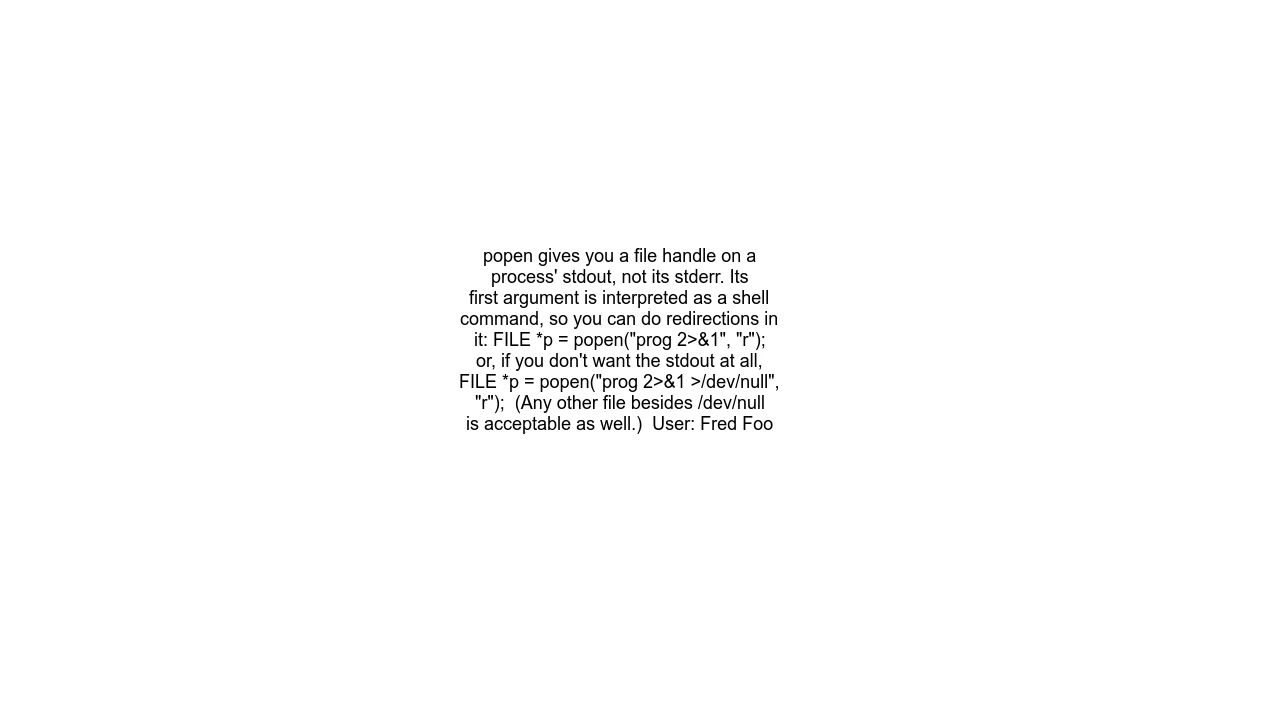 popen gives you a file handle on a
process' stdout, not its stderr. Its
first argument is interpreted as a shell
command, so you can do redirections in
it: FILE *p = popen("prog 2>&1", "r");
or, if you don't want the stdout at all,
FILE *p = popen("prog 2>&1 >/dev/null",
"r");  (Any other file besides /dev/null
is acceptable as well.)  User: Fred Foo